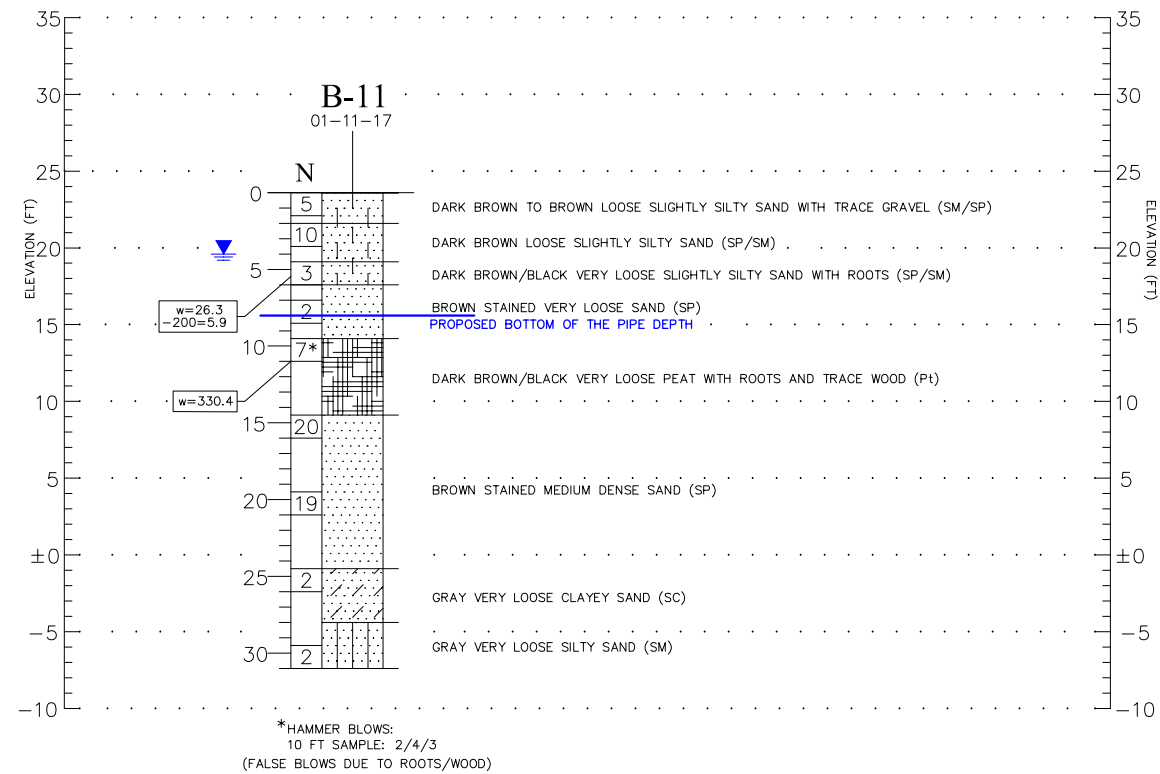 35
35
30
30
25
25
20
20
15
15
10
10
5
5
±0
±0
−5
−5
−10
−10
ELEVATION (FT)
ELEVATION (FT)
B-11
01-11-17
N
0
5
10
15
20
25
30
5
10
3
2
7*
20
19
2
2
w=26.3
-200=5.9
w=330.4
DARK BROWN TO BROWN LOOSE SLIGHTLY SILTY SAND WITH TRACE GRAVEL (SM/SP)
DARK BROWN LOOSE SLIGHTLY SILTY SAND (SP/SM)
DARK BROWN/BLACK VERY LOOSE SLIGHTLY SILTY SAND WITH ROOTS (SP/SM)
BROWN STAINED VERY LOOSE SAND (SP)
PROPOSED BOTTOM OF THE PIPE DEPTH
DARK BROWN/BLACK VERY LOOSE PEAT WITH ROOTS AND TRACE WOOD (Pt)
BROWN STAINED MEDIUM DENSE SAND (SP)
GRAY VERY LOOSE CLAYEY SAND (SC)
GRAY VERY LOOSE SILTY SAND (SM)
*HAMMER BLOWS:
10 FT SAMPLE: 2/4/3
(FALSE BLOWS DUE TO ROOTS/WOOD)